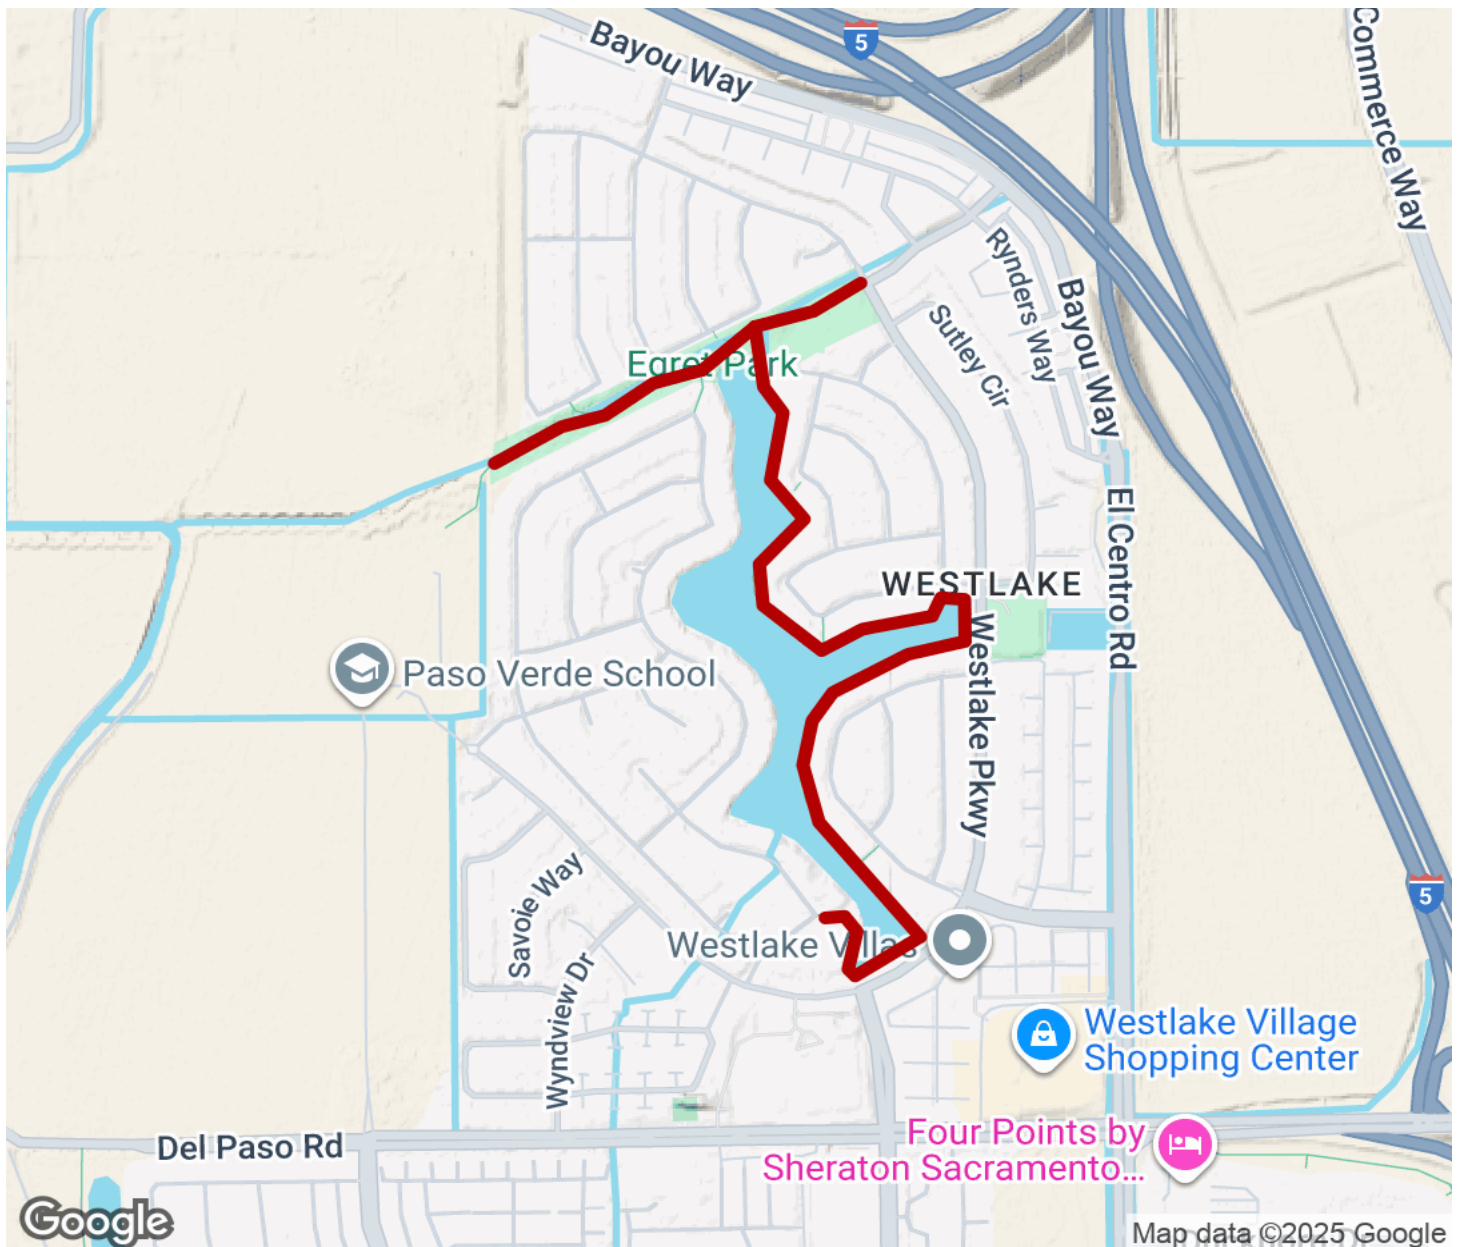 5
Bayou Way
Commerce Way
Rynders Way
Bayou Way
Sutley Cir
Egret Park
El Centro Rd
WESTLAKE
Westlake Pkwy
Paso Verde School
Savoie Way
5
Westlake Villas
Wyndview Dr
Westlake Village
Shopping Center
Del Paso Rd
Four Points by
Sheraton Sacramento...
Google
Map data ©2025 Google